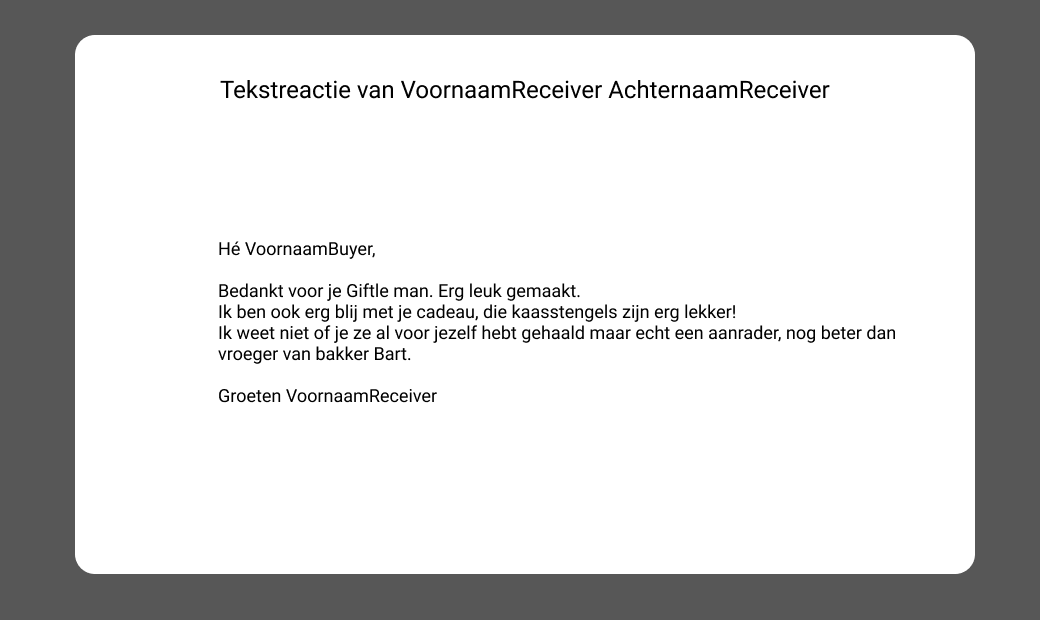 Tekstreactie van VoornaamReceiver AchternaamReceiver
Hé VoornaamBuyer,
Bedankt voor je Giftle man. Erg leuk gemaakt.
Ik ben ook erg blij met je cadeau, die kaasstengels zijn erg lekker!
Ik weet niet of je ze al voor jezelf hebt gehaald maar echt een aanrader, nog beter dan
vroeger van bakker Bart.
Groeten VoornaamReceiver